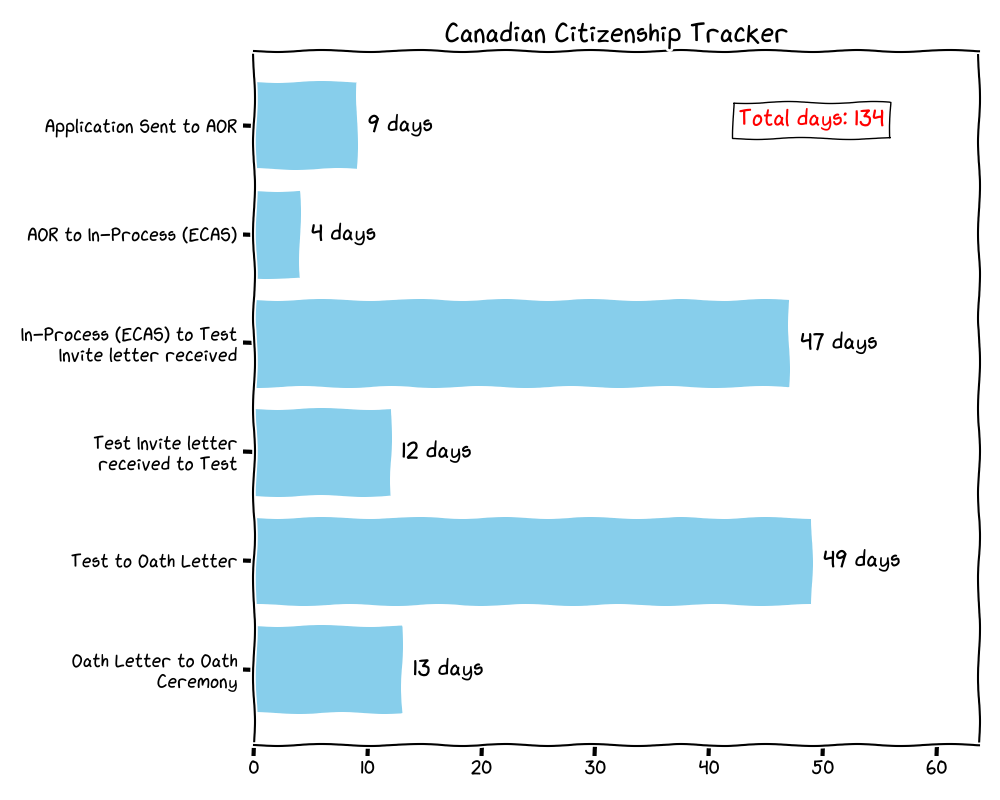 Canadian Citizenship Tracker
Application Sent to AOR
9 days
Total days: 134
AOR to In-Process (ECAS)
4 days
In-Process (ECAS) to Test
Invite letter received
47 days
Test Invite letter
received to Test
12 days
Test to Oath Letter
49 days
Oath Letter to Oath
Ceremony
13 days
0 10 20 30 40 50 60